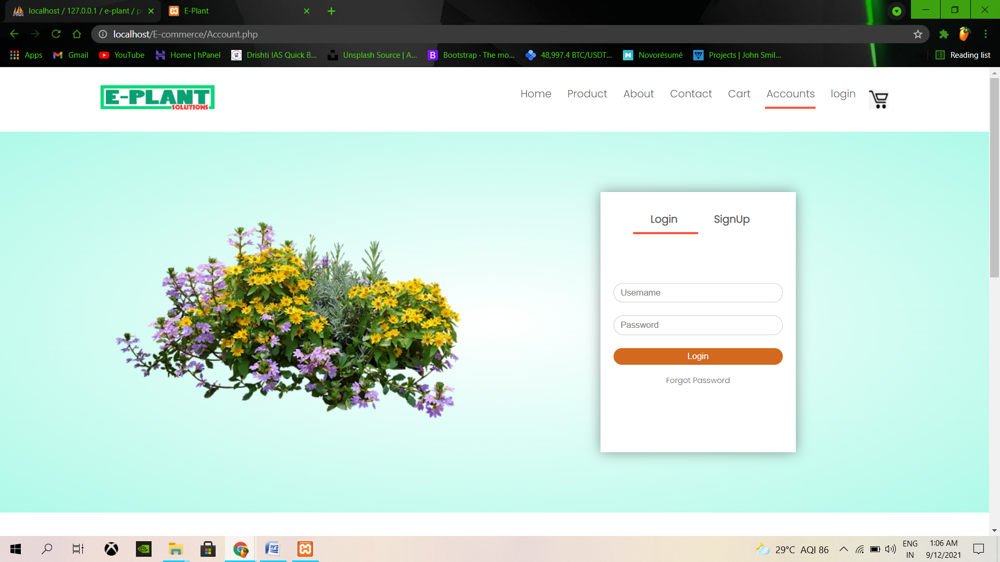 localhost / 127.0.0.1 / e-plant / p
E-Plant
localhost/E-commerce/Account.php
Apps
Gmail
YouTube
Home | hPanel
Drishti IAS Quick B...
Unsplash Source | A...
Bootstrap · The mo...
48,997.4 BTC/USDT...
Novorésumé
Projects | John Smil...
Reading list
E-PLANT
SOLUTIONS
Home
Product
About
Contact
Cart
Accounts
login
Login
SignUp
Username
Password
Login
Forgot Password
29°C AQI 86
ENG
IN
1:06 AM
9/12/2021